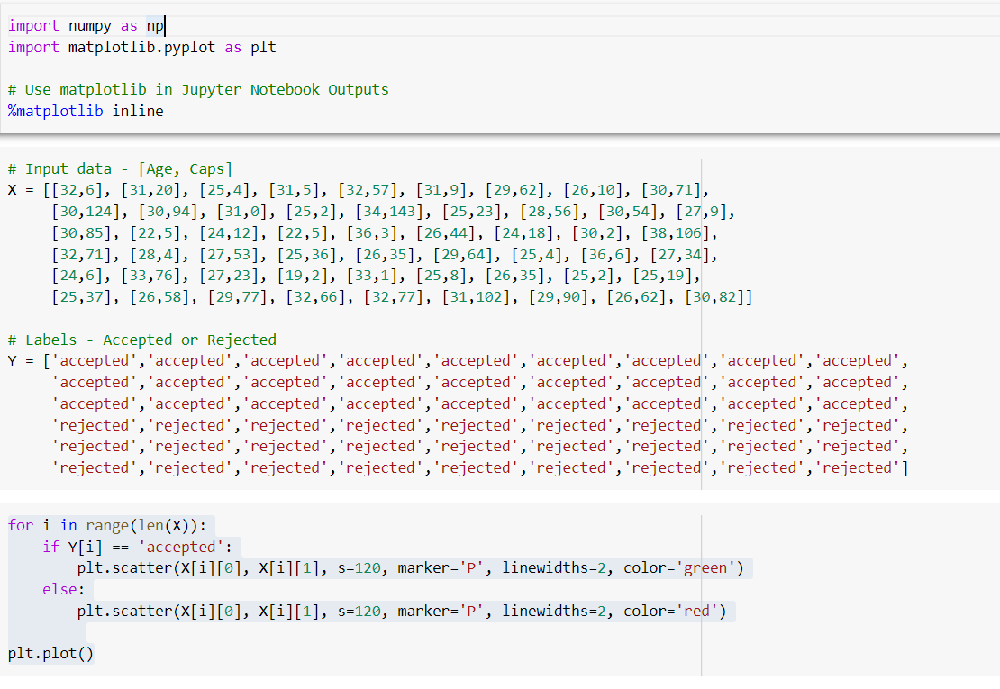 import numpy as np
import matplotlib.pyplot as plt
# Use matplotlib in Jupyter Notebook Outputs
%matplotlib inline
# Input data - [Age, Caps]
X = [[32,6], [31,20], [25,4], [31,5], [32,57], [31,9], [29,62], [26,10], [30,71],
     [30,124], [30,94], [31,0], [25,2], [34,143], [25,23], [28,56], [30,54], [27,9],
     [30,85], [22,5], [24,12], [22,5], [36,3], [26,44], [24,18], [30,2], [38,106],
     [32,71], [28,4], [27,53], [25,36], [26,35], [29,64], [25,4], [36,6], [27,34],
     [24,6], [33,76], [27,23], [19,2], [33,1], [25,8], [26,35], [25,2], [25,19],
     [25,37], [26,58], [29,77], [32,66], [32,77], [31,102], [29,90], [26,62], [30,82]]
# Labels - Accepted or Rejected
Y = ['accepted','accepted','accepted','accepted','accepted','accepted','accepted','accepted','accepted',
     'accepted','accepted','accepted','accepted','accepted','accepted','accepted','accepted','accepted',
     'accepted','accepted','accepted','accepted','accepted','accepted','accepted','accepted','accepted',
     'rejected','rejected','rejected','rejected','rejected','rejected','rejected','rejected','rejected',
     'rejected','rejected','rejected','rejected','rejected','rejected','rejected','rejected','rejected',
     'rejected','rejected','rejected','rejected','rejected','rejected','rejected','rejected','rejected']
for i in range(len(X)):
    if Y[i] == 'accepted':
        plt.scatter(X[i][0], X[i][1], s=120, marker='P', linewidths=2, color='green')
    else:
        plt.scatter(X[i][0], X[i][1], s=120, marker='P', linewidths=2, color='red')
plt.plot()